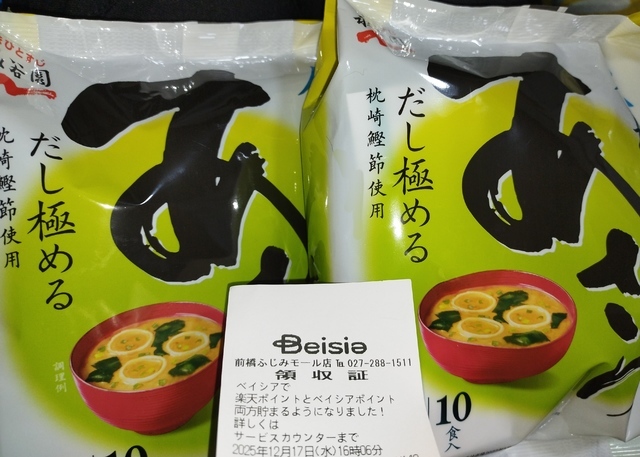 谷園
だし極める
枕崎鰹節使用
あ
調理例
10
だし極める
枕崎鰹節使用
あさ
10
食入
Beisia
前橋ふじみモール店 ℡027-288-1511
領収証
ベイシアで
楽天ポイントとベイシアポイント
両方貯まるようになりました!
詳しくは
サービスカウンターまで
2025年12月17日(水)16時06分